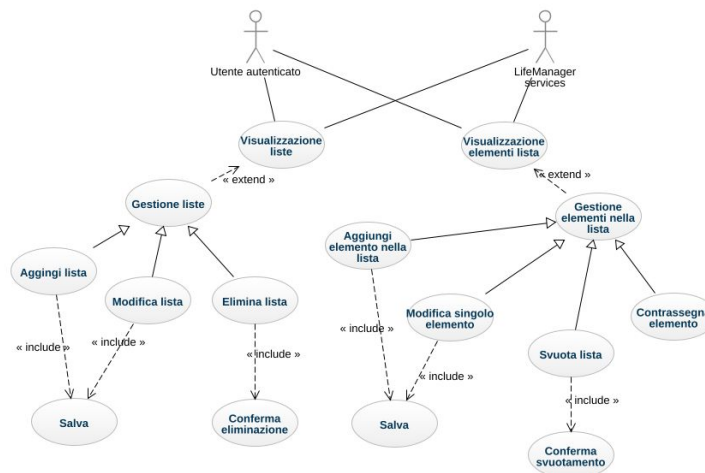 Utente autenticato
LifeManager
services
Visualizzazione
liste
Visualizzazione
elementi lista
« extend »
« extend »
Gestione liste
Gestione
elementi nella
lista
Aggiungi
elemento nella
lista
Aggingi lista
Modifica lista
Elimina lista
Modifica singolo
elemento
Contrassegna
elemento
« include »
« include »
« include »
Svuota lista
« include »
« include »
« include »
Salva
Conferma
eliminazione
Salva
Conferma
svuotamento